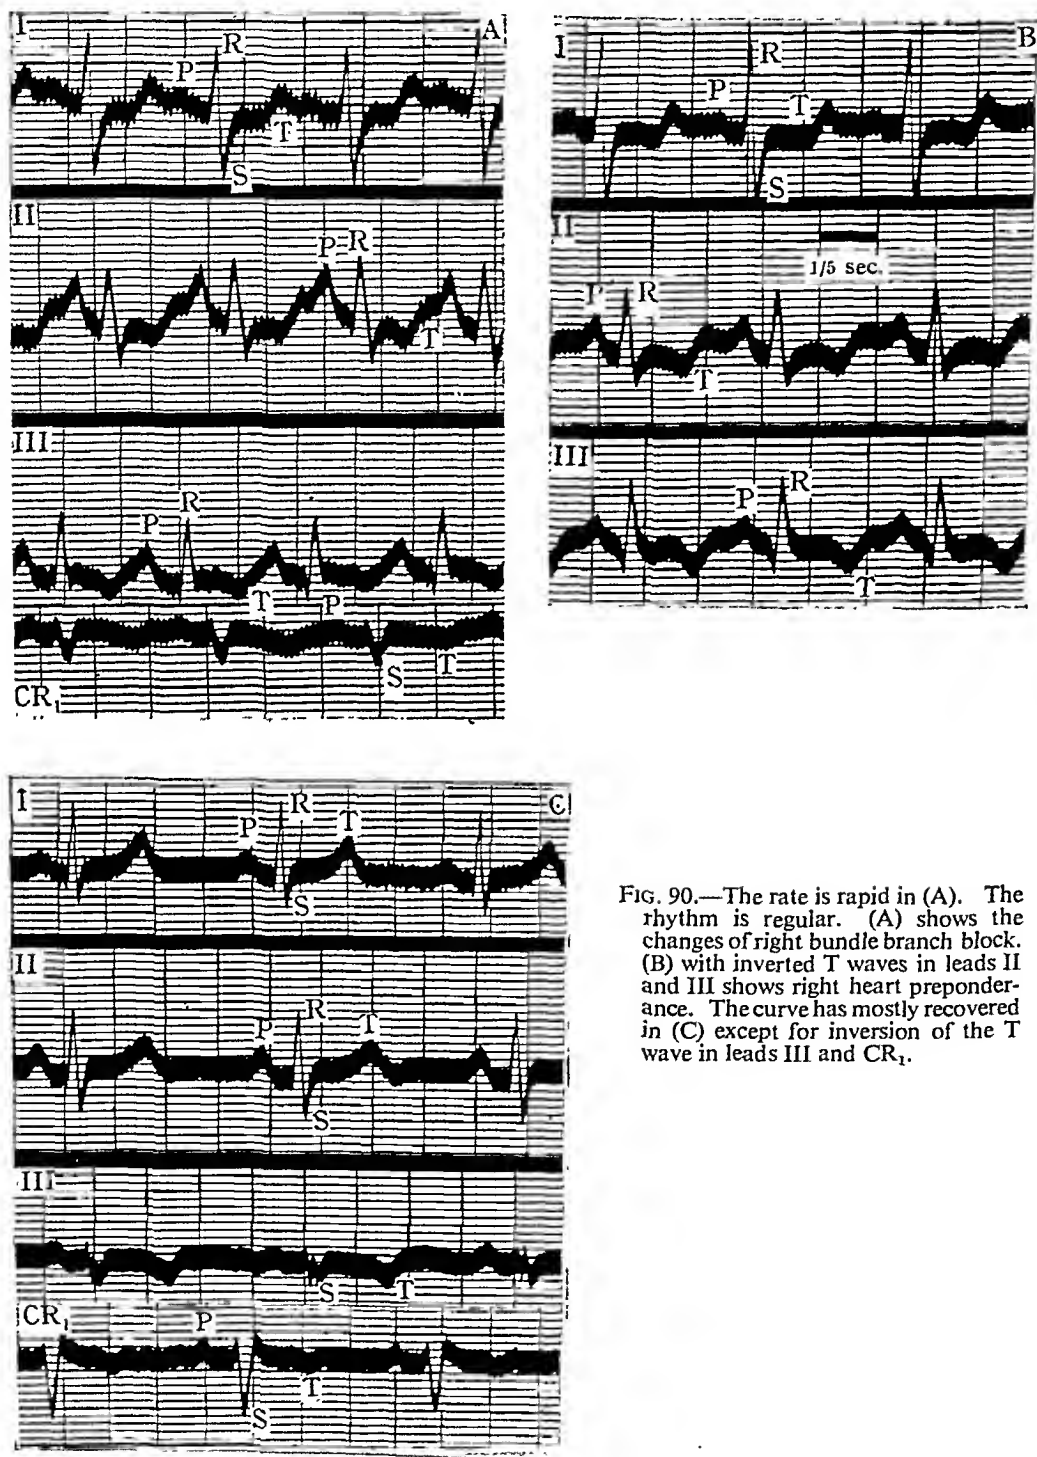 I A
P R
T
S
II
P R
T
III
P R
T P
S T
CR₁
I B
R
P T
S
II
1/5 sec.
P R
T
III
P R
T
I C
P R T
S
II
P R T
S
III
S T
CR₁ P
T
S
FIG. 90.—The rate is rapid in (A). The
rhythm is regular. (A) shows the
changes of right bundle branch block.
(B) with inverted T waves in leads II
and III shows right heart preponder-
ance. The curve has mostly recovered
in (C) except for inversion of the T
wave in leads III and CR₁.